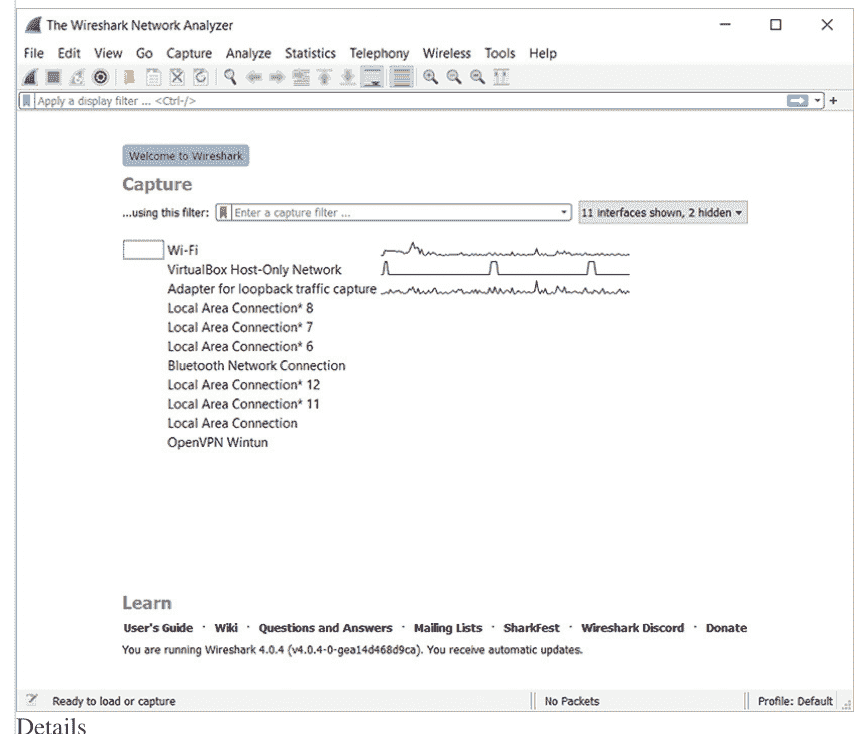 The Wireshark Network Analyzer
File Edit View Go Capture Analyze Statistics Telephony Wireless Tools Help
Apply a display filter ... <Ctrl-/>
+
Welcome to Wireshark
Capture
...using this filter: Enter a capture filter ... 11 interfaces shown, 2 hidden
Wi-Fi
VirtualBox Host-Only Network
Adapter for loopback traffic capture
Local Area Connection* 8
Local Area Connection* 7
Local Area Connection* 6
Bluetooth Network Connection
Local Area Connection* 12
Local Area Connection* 11
Local Area Connection
OpenVPN Wintun
Learn
User's Guide · Wiki · Questions and Answers · Mailing Lists · SharkFest · Wireshark Discord · Donate
You are running Wireshark 4.0.4 (v4.0.4-0-gea14d468d9ca). You receive automatic updates.
Ready to load or capture No Packets Profile: Default
Details